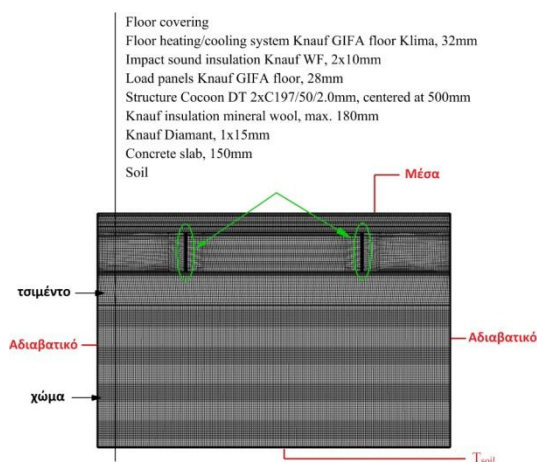 Floor covering
Floor heating/cooling system Knauf GIFA floor Klima, 32mm
Impact sound insulation Knauf WF, 2x10mm
Load panels Knauf GIFA floor, 28mm
Structure Cocoon DT 2xC197/50/2.0mm, centered at 500mm
Knauf insulation mineral wool, max. 180mm
Knauf Diamant, 1x15mm
Concrete slab, 150mm
Soil
Μέσα
τσιμέντο
Αδιαβατικό
Αδιαβατικό
χώμα
Tsoil